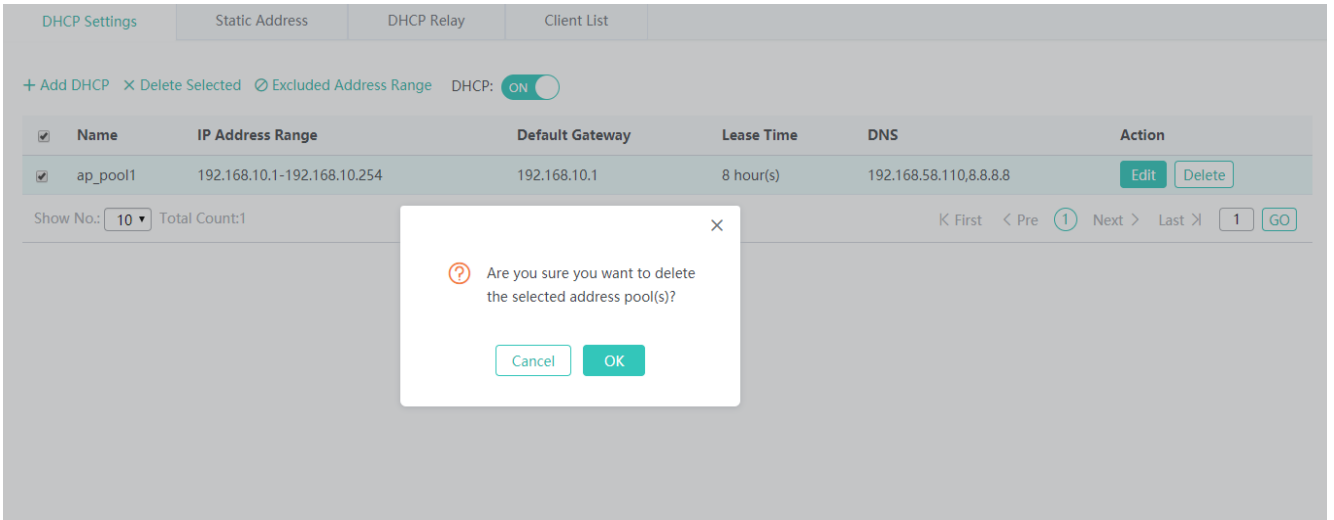 DHCP Settings Static Address DHCP Relay Client List
Add DHCP Delete Selected Excluded Address Range DHCP: ON
Name IP Address Range Default Gateway Lease Time DNS Action
ap_pool1 192.168.10.1-192.168.10.254 192.168.10.1 8 hour(s) 192.168.58.110,8.8.8.8 Edit Delete
Show No.: 10 Total Count:1 First Pre 1 Next Last 1 GO
Are you sure you want to delete
the selected address pool(s)?
Cancel OK